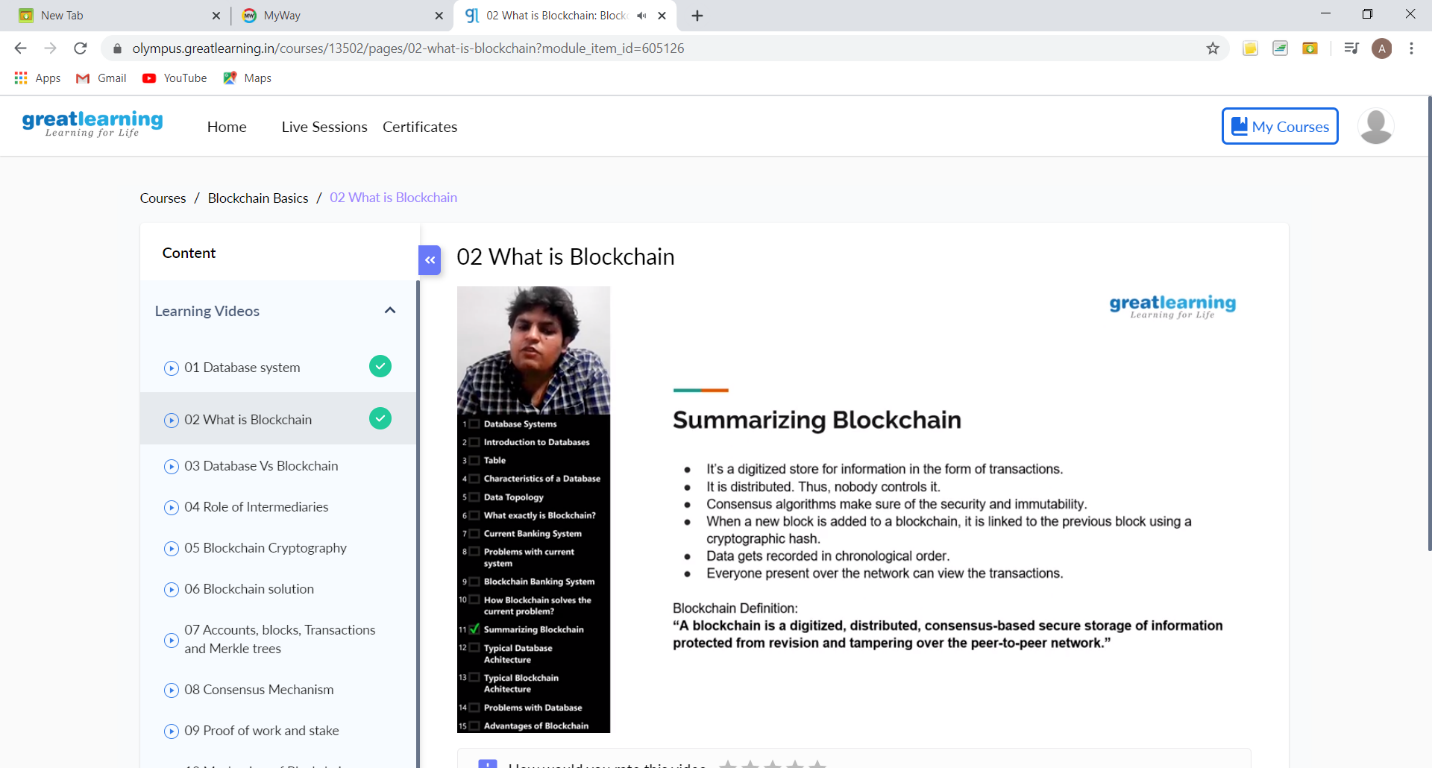 New Tab
MyWay
02 What is Blockchain: Block
olympus.greatlearning.in/courses/13502/pages/02-what-is-blockchain?module_item_id=605126
A
Apps
Gmail
YouTube
Maps
greatlearning
Learning for Life
Home
Live Sessions
Certificates
My Courses
Courses / Blockchain Basics / 02 What is Blockchain
Content
Learning Videos
01 Database system
02 What is Blockchain
03 Database Vs Blockchain
04 Role of Intermediaries
05 Blockchain Cryptography
06 Blockchain solution
07 Accounts, blocks, Transactions
and Merkle trees
08 Consensus Mechanism
09 Proof of work and stake
02 What is Blockchain
1 Database Systems
2 Introduction to Databases
3 Table
4 Characteristics of a Database
5 Data Topology
6 What exactly is Blockchain?
7 Current Banking System
8 Problems with current
system
9 Blockchain Banking System
10 How Blockchain solves the
current problem?
11 Summarizing Blockchain
12 Typical Database
Achitecture
13 Typical Blockchain
Achitecture
14 Problems with Database
15 Advantages of Blockchain
greatlearning
Learning for Life
Summarizing Blockchain
● It's a digitized store for information in the form of transactions.
● It is distributed. Thus, nobody controls it.
● Consensus algorithms make sure of the security and immutability.
● When a new block is added to a blockchain, it is linked to the previous block using a
cryptographic hash.
● Data gets recorded in chronological order.
● Everyone present over the network can view the transactions.
Blockchain Definition:
“A blockchain is a digitized, distributed, consensus-based secure storage of information
protected from revision and tampering over the peer-to-peer network.”
How would you rate this video